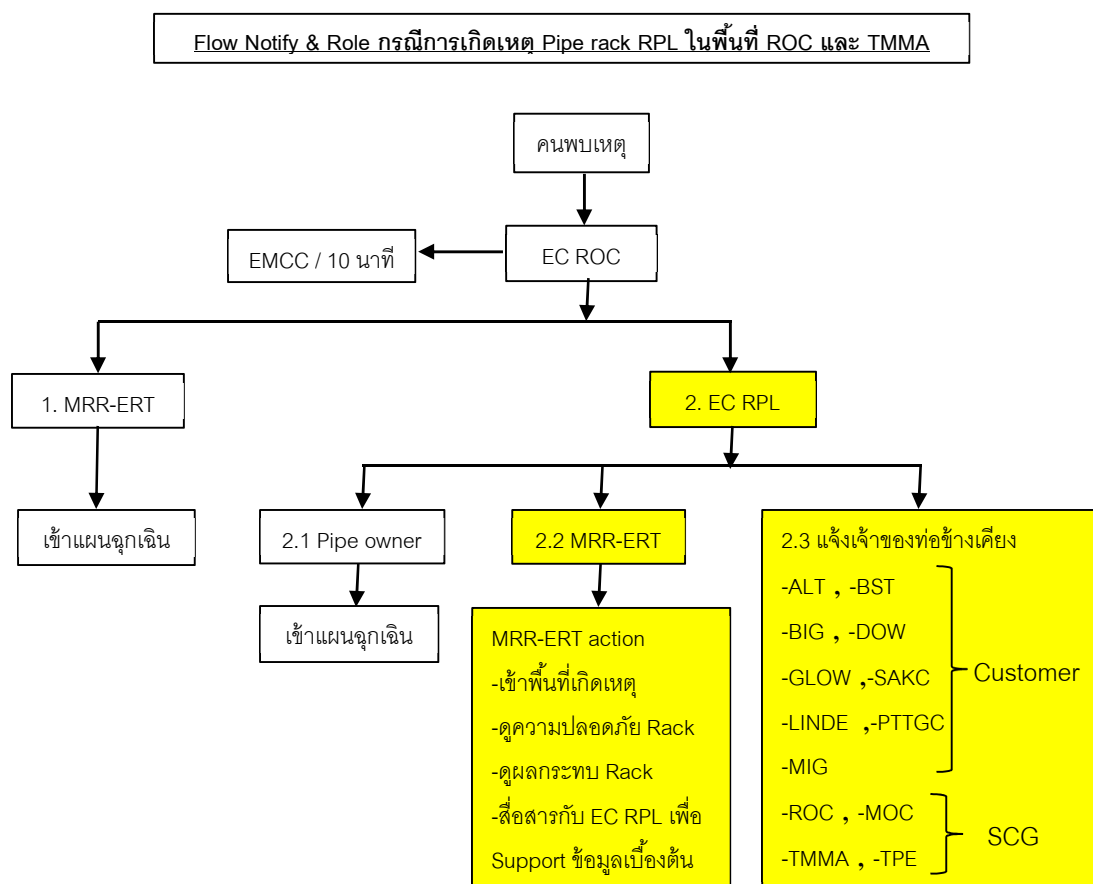 Flow Notify & Role กรณีการเกิดเหตุ Pipe rack RPL ในพื้นที่ ROC และ TMMA
คนพบเหตุ
EMCC / 10 นาที
EC ROC
1. MRR-ERT
2. EC RPL
เข้าแผนฉุกเฉิน
2.1 Pipe owner
เข้าแผนฉุกเฉิน
2.2 MRR-ERT
MRR-ERT action
-เข้าพื้นที่เกิดเหตุ
-ดูความปลอดภัย Rack
-ดูผลกระทบ Rack
-สื่อสารกับ EC RPL เพื่อ
Support ข้อมูลเบื้องต้น
2.3 แจ้งเจ้าของท่อข้างเคียง
-ALT , -BST
-BIG , -DOW
-GLOW ,-SAKC
-LINDE ,-PTTGC
-MIG
Customer
-ROC , -MOC
-TMMA , -TPE
SCG